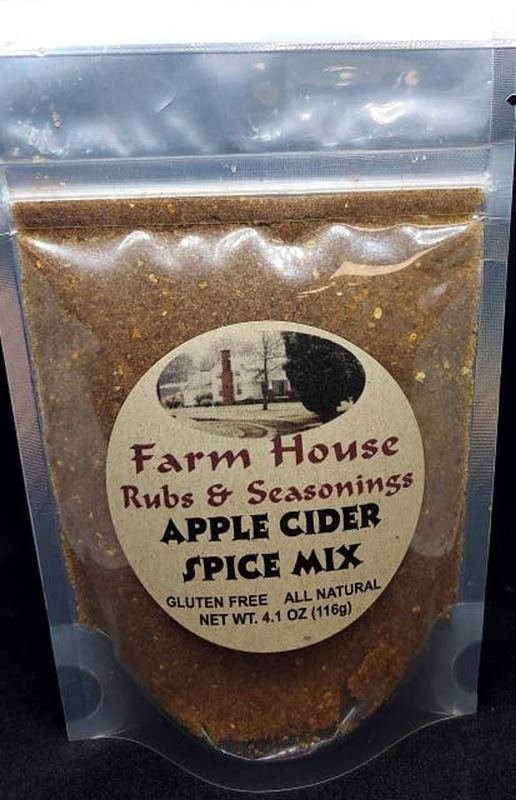 Farm House
Rubs & Seasonings
APPLE CIDER
SPICE MIX
GLUTEN FREE ALL NATURAL
NET WT. 4.1 OZ (116g)